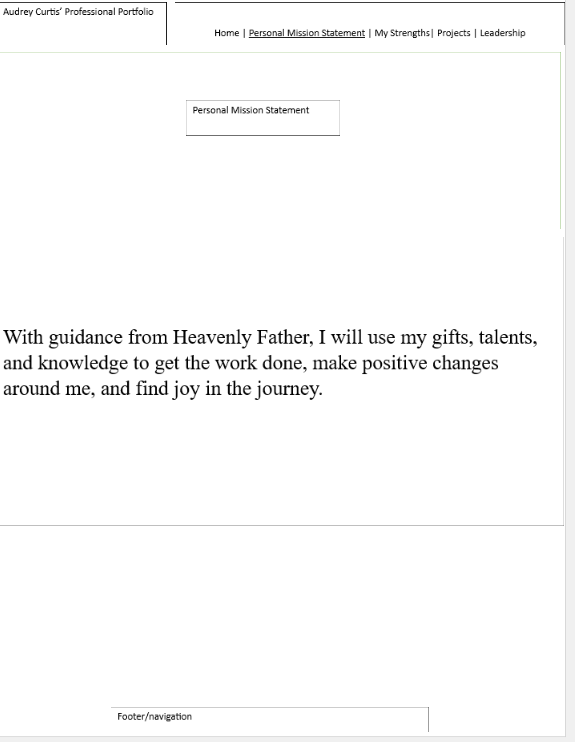 Audrey Curtis' Professional Portfolio
Home | Personal Mission Statement | My Strengths| Projects | Leadership
Personal Mission Statement
With guidance from Heavenly Father, I will use my gifts, talents,
and knowledge to get the work done, make positive changes
around me, and find joy in the journey.
Footer/navigation